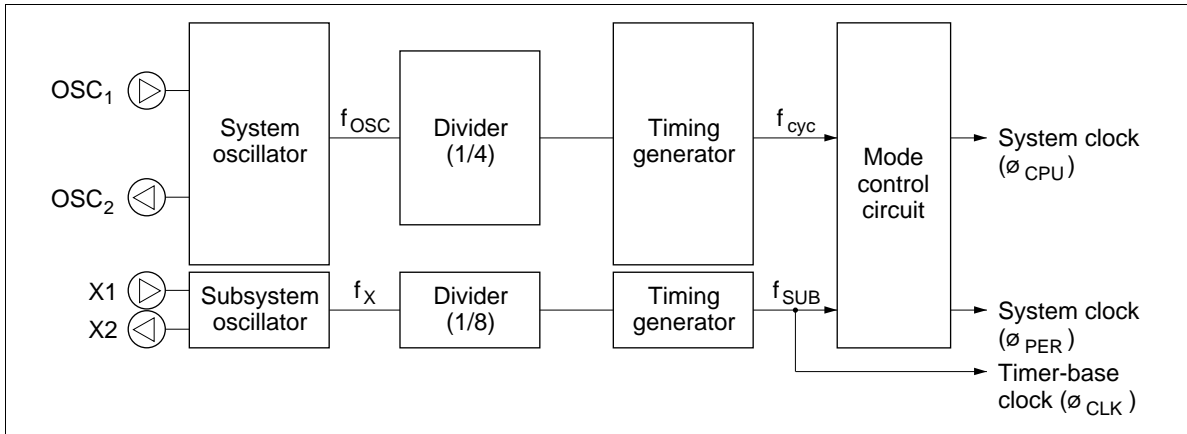 OSC1
OSC2
System
oscillator
fOSC
Divider
(1/4)
Timing
generator
fcyc
Mode
control
circuit
System clock
(ø CPU)
X1
X2
Subsystem
oscillator
fX
Divider
(1/8)
Timing
generator
fSUB
System clock
(ø PER)
Timer-base
clock (ø CLK)